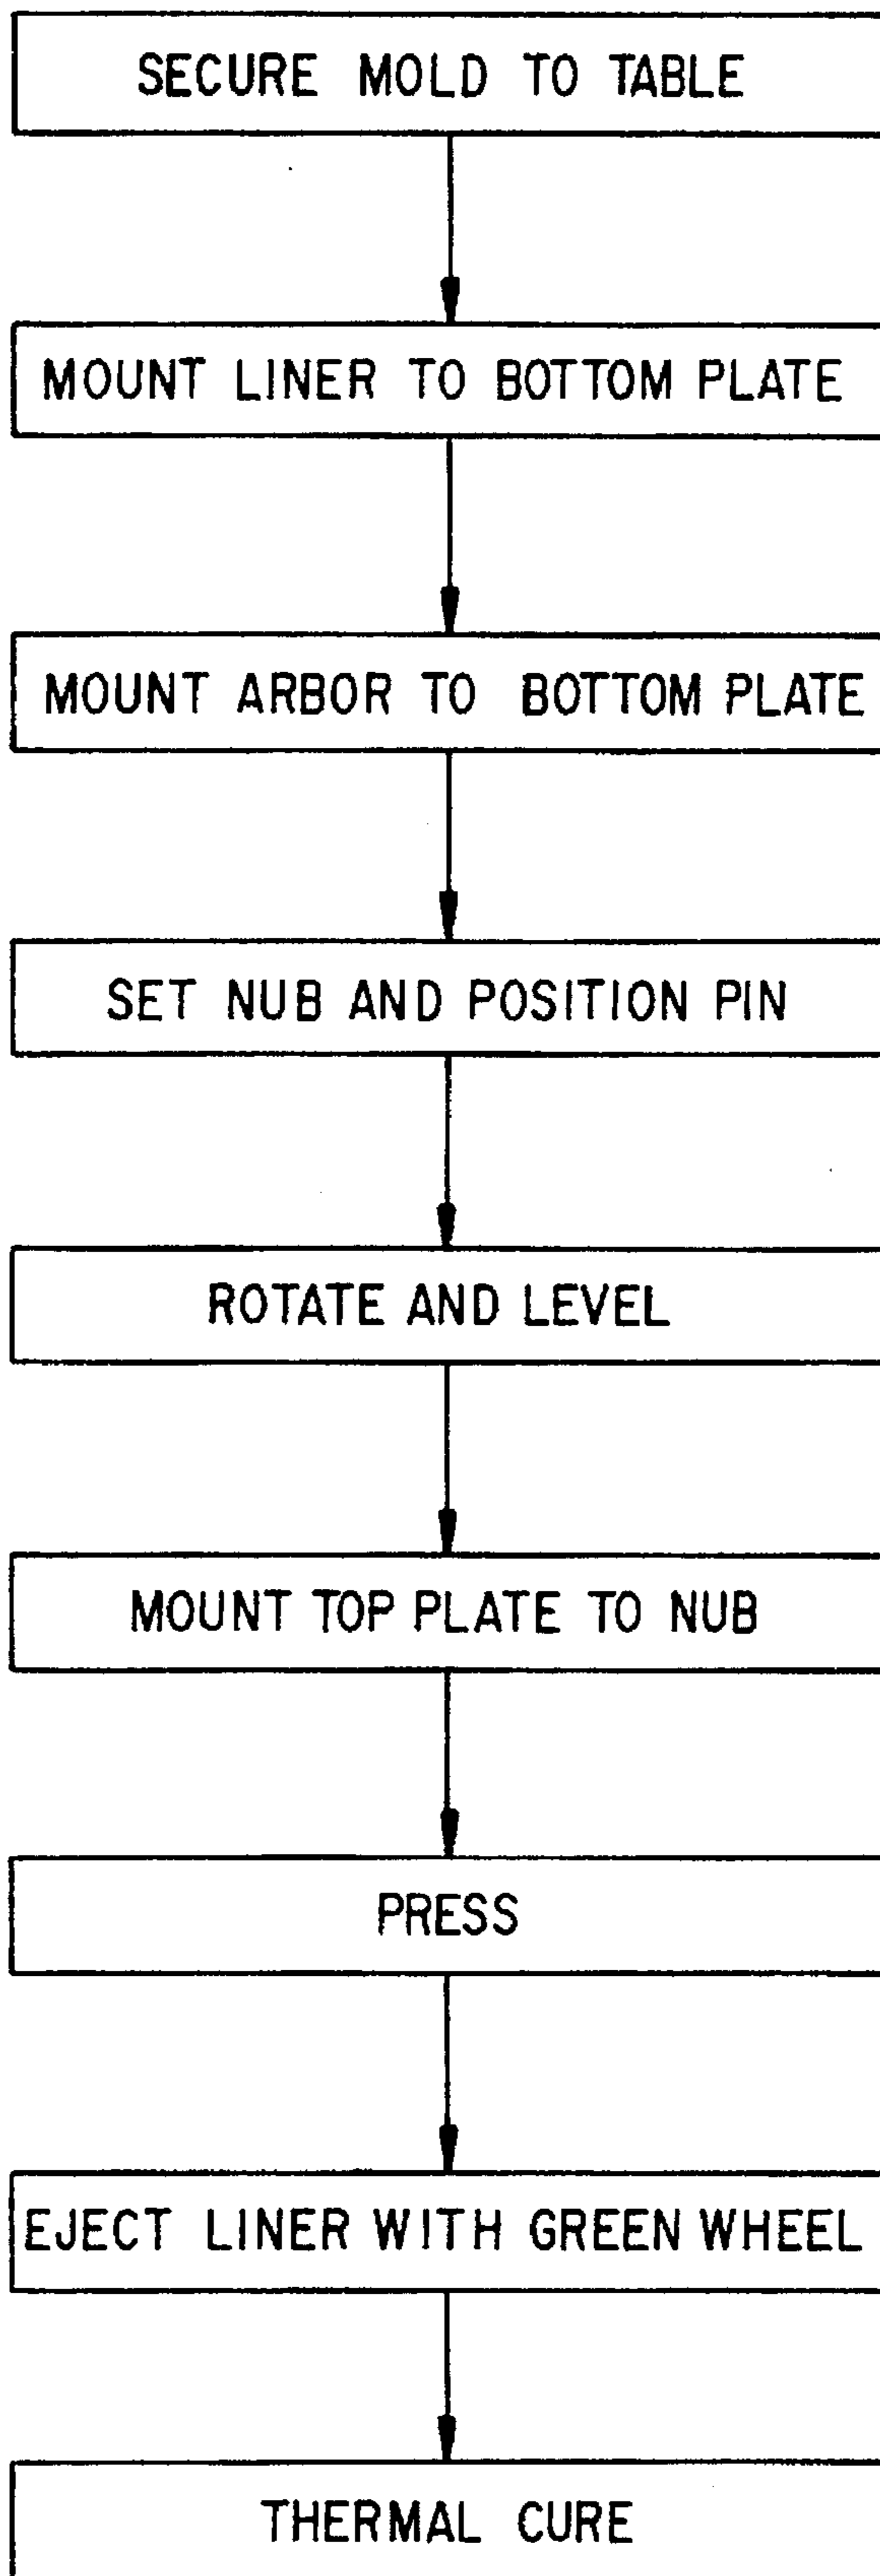 SECURE MOLD TO TABLE
MOUNT LINER TO BOTTOM PLATE
MOUNT ARBOR TO BOTTOM PLATE
SET NUB AND POSITION PIN
ROTATE AND LEVEL
MOUNT TOP PLATE TO NUB
PRESS
EJECT LINER WITH GREEN WHEEL
THERMAL CURE